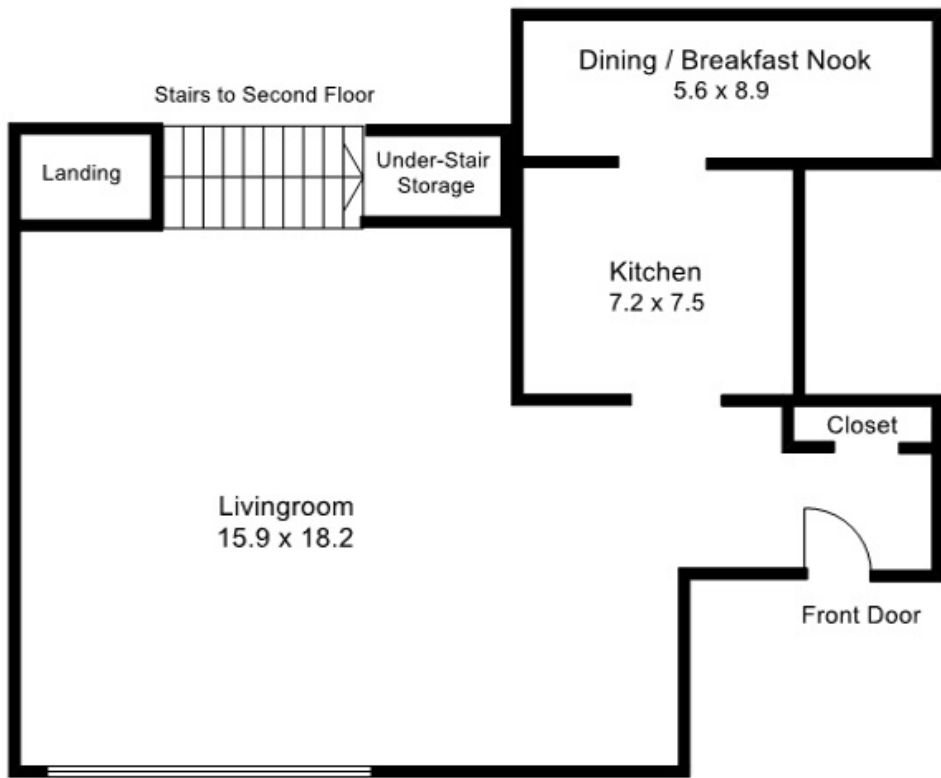 Dining / Breakfast Nook
5.6 x 8.9
Stairs to Second Floor
Landing
Under-Stair
Storage
Kitchen
7.2 x 7.5
Closet
Livingroom
15.9 x 18.2
Front Door